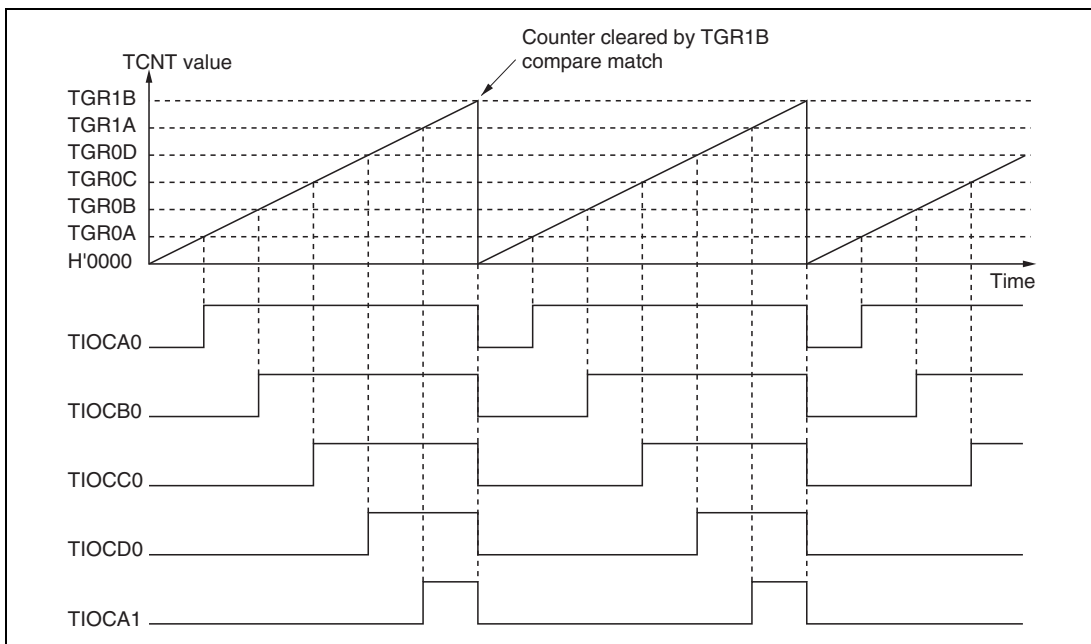 Counter cleared by TGR1B
compare match
TCNT value
TGR1B
TGR1A
TGR0D
TGR0C
TGR0B
TGR0A
H'0000
Time
TIOCA0
TIOCB0
TIOCC0
TIOCD0
TIOCA1